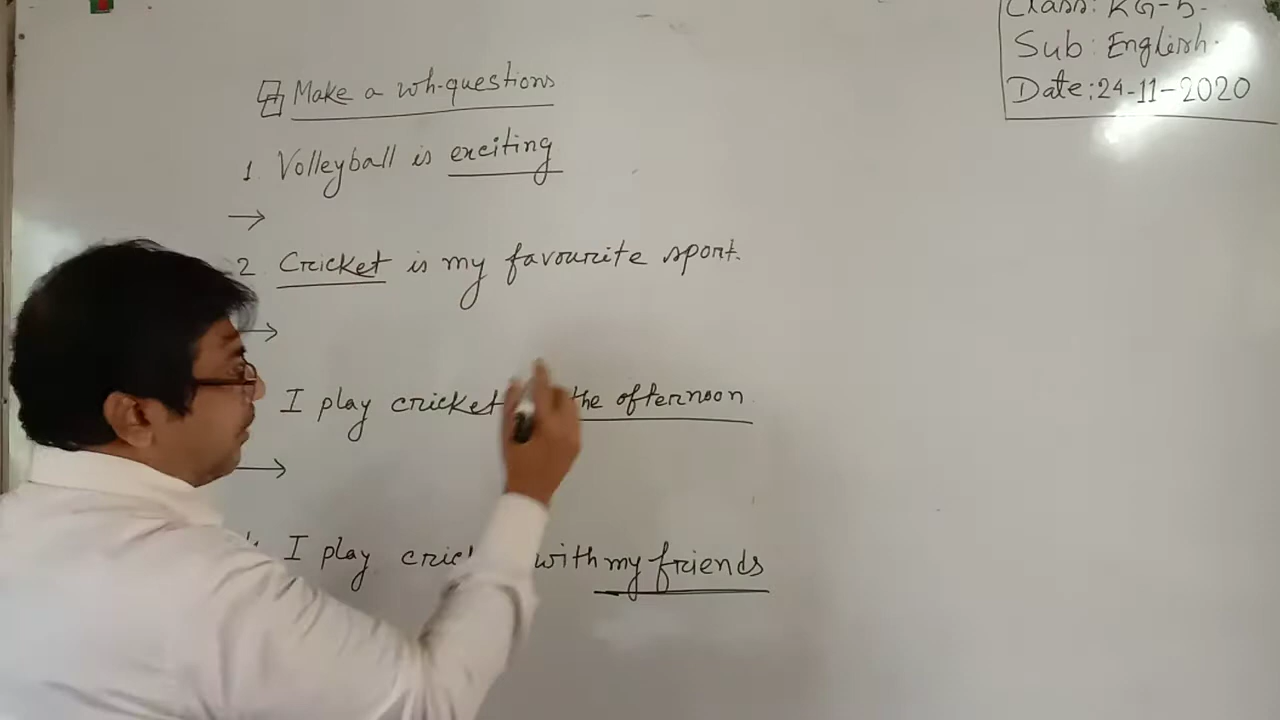 Class: KG-5.
Sub: English.
Date: 24-11-2020
Make a wh-questions
1. Volleyball is exciting
→
2. Cricket is my favourite sport.
→
I play cricket the ofternoon
→
I play with my friends